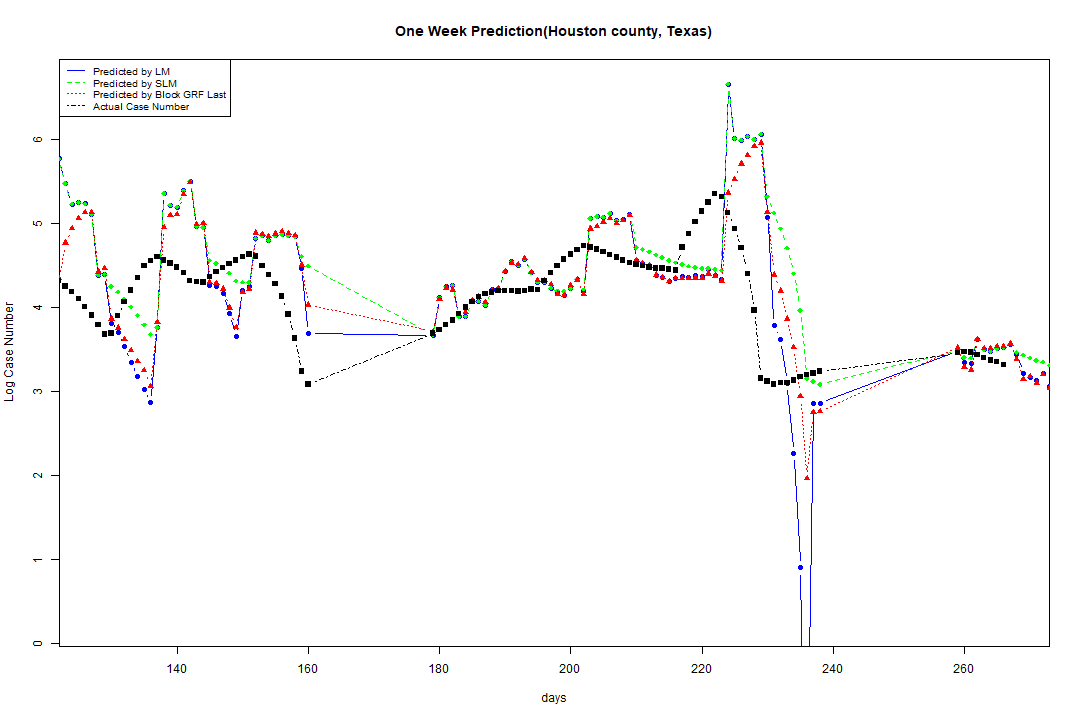 One Week Prediction(Houston county, Texas)
Predicted by LM
Predicted by SLM
Predicted by Block GRF Last
Actual Case Number
Log Case Number
6
5
4
3
2
1
0
140 160 180 200 220 240 260
days